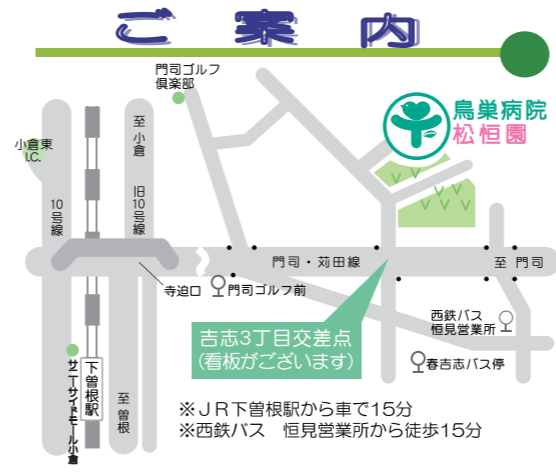 ご案内
門司ゴルフ
倶楽部
鳥巣病院
松恒園
小倉東
I.C.
至小倉
10号線
旧10号線
門司・苅田線
至 門司
寺迫口
門司ゴルフ前
吉志3丁目交差点
(看板がございます)
西鉄バス
恒見営業所
春吉志バス停
サニーサイドモール小倉
下曽根駅
至曽根
※JR下曽根駅から車で15分
※西鉄バス 恒見営業所から徒歩15分